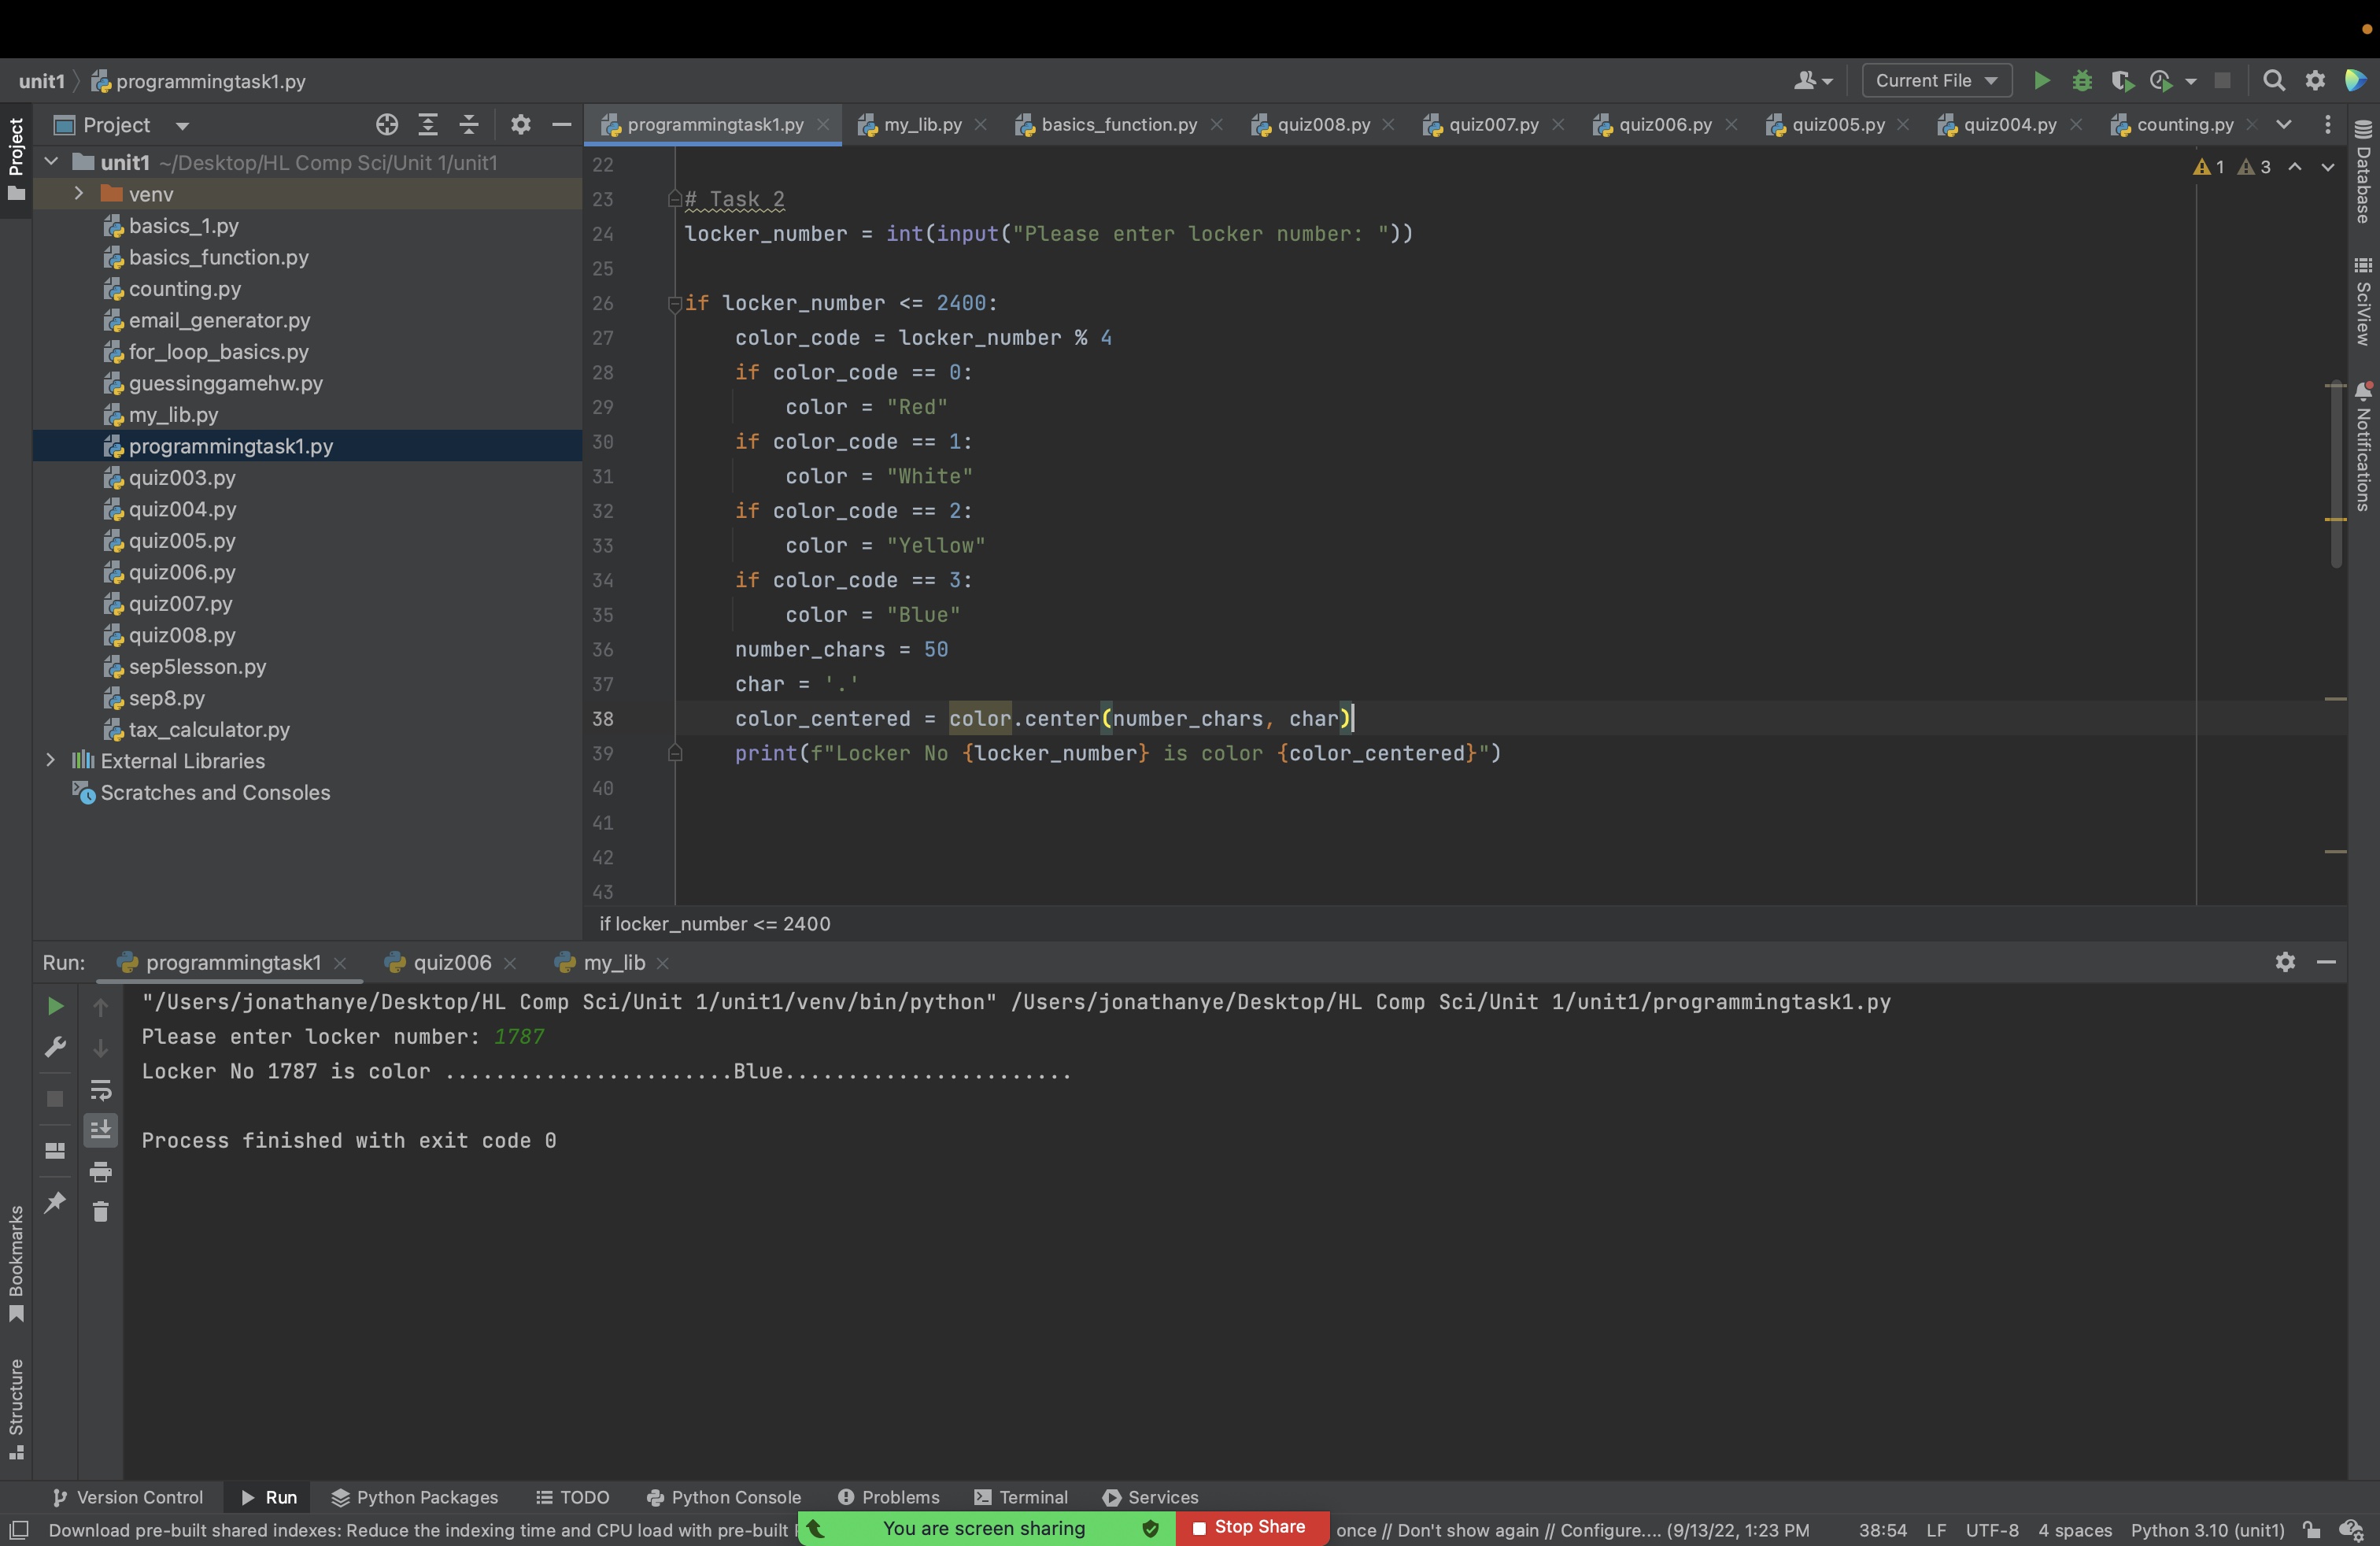 unit1 programmingtask1.py
Current File
Project
Project
programmingtask1.py my_lib.py basics_function.py quiz008.py quiz007.py quiz006.py quiz005.py quiz004.py counting.py
unit1 ~/Desktop/HL Comp Sci/Unit 1/unit1
venv
basics_1.py
basics_function.py
counting.py
email_generator.py
for_loop_basics.py
guessinggamehw.py
my_lib.py
programmingtask1.py
quiz003.py
quiz004.py
quiz005.py
quiz006.py
quiz007.py
quiz008.py
sep5lesson.py
sep8.py
tax_calculator.py
External Libraries
Scratches and Consoles
1 3
22
23 # Task 2
24 locker_number = int(input("Please enter locker number: "))
25
26 if locker_number <= 2400:
27 color_code = locker_number % 4
28 if color_code == 0:
29 color = "Red"
30 if color_code == 1:
31 color = "White"
32 if color_code == 2:
33 color = "Yellow"
34 if color_code == 3:
35 color = "Blue"
36 number_chars = 50
37 char = '.'
38 color_centered = color.center(number_chars, char)
39 print(f"Locker No {locker_number} is color {color_centered}")
40
41
42
43
if locker_number <= 2400
Database
SciView
Notifications
Run: programmingtask1 quiz006 my_lib
"/Users/jonathanye/Desktop/HL Comp Sci/Unit 1/unit1/venv/bin/python" /Users/jonathanye/Desktop/HL Comp Sci/Unit 1/unit1/programmingtask1.py
Please enter locker number: 1787
Locker No 1787 is color .......................Blue.......................
Process finished with exit code 0
Bookmarks
Structure
Version Control Run Python Packages TODO Python Console Problems Terminal Services
Download pre-built shared indexes: Reduce the indexing time and CPU load with pre-built You are screen sharing Stop Share once // Don't show again // Configure.... (9/13/22, 1:23 PM 38:54 LF UTF-8 4 spaces Python 3.10 (unit1)